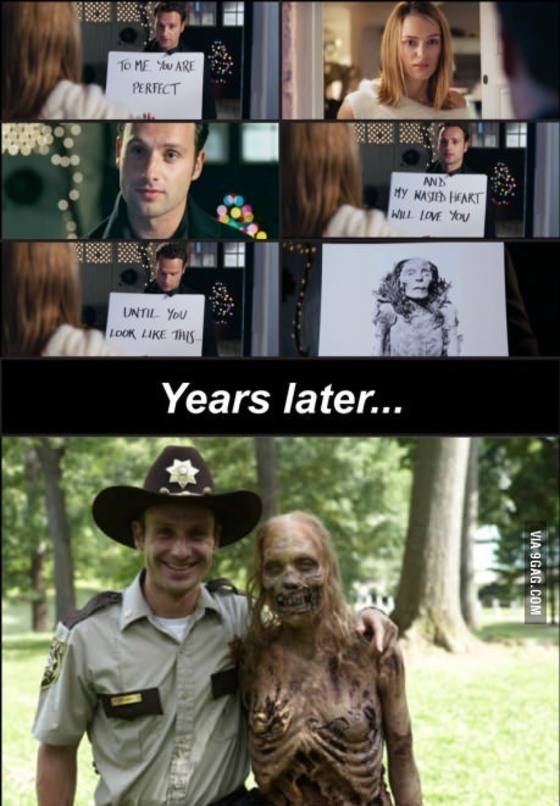 TO ME, YOU ARE
PERFECT
AND
MY WASTED HEART
WILL LOVE YOU
UNTIL YOU
LOOK LIKE THIS...
Years later...
VIA 9GAG.COM